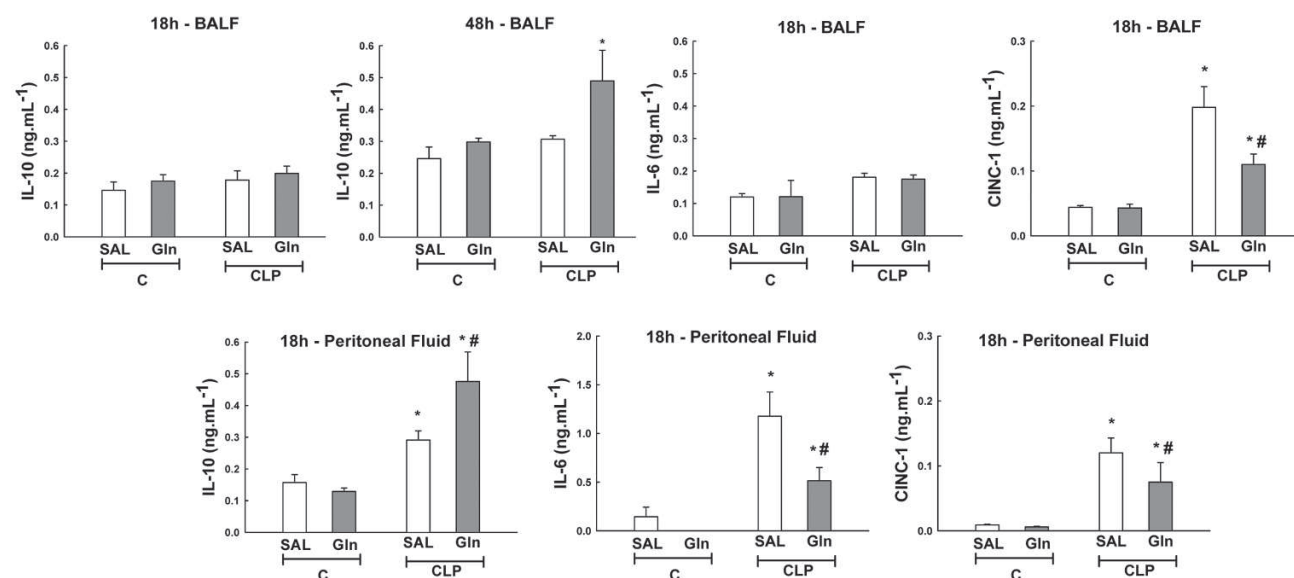 18h - BALF
IL-10 (ng.mL-1)
0.6
0.5
0.4
0.3
0.2
0.1
0.0
SAL Gln SAL Gln
C CLP
48h - BALF
IL-10 (ng.mL-1)
0.6
0.5
0.4
0.3
0.2
0.1
0.0
*
SAL Gln SAL Gln
C CLP
18h - BALF
IL-6 (ng.mL-1)
0.6
0.5
0.4
0.3
0.2
0.1
0.0
SAL Gln SAL Gln
C CLP
18h - BALF
CINC-1 (ng.mL-1)
0.3
0.2
0.1
0.0
*
* #
SAL Gln SAL Gln
C CLP
18h - Peritoneal Fluid
IL-10 (ng.mL-1)
0.6
0.5
0.4
0.3
0.2
0.1
0.0
*
* #
SAL Gln SAL Gln
C CLP
18h - Peritoneal Fluid
IL-6 (ng.mL-1)
2.0
1.5
1.0
0.5
0.0
*
* #
SAL Gln SAL Gln
C CLP
18h - Peritoneal Fluid
CINC-1 (ng.mL-1)
0.3
0.2
0.1
0.0
*
* #
SAL Gln SAL Gln
C CLP